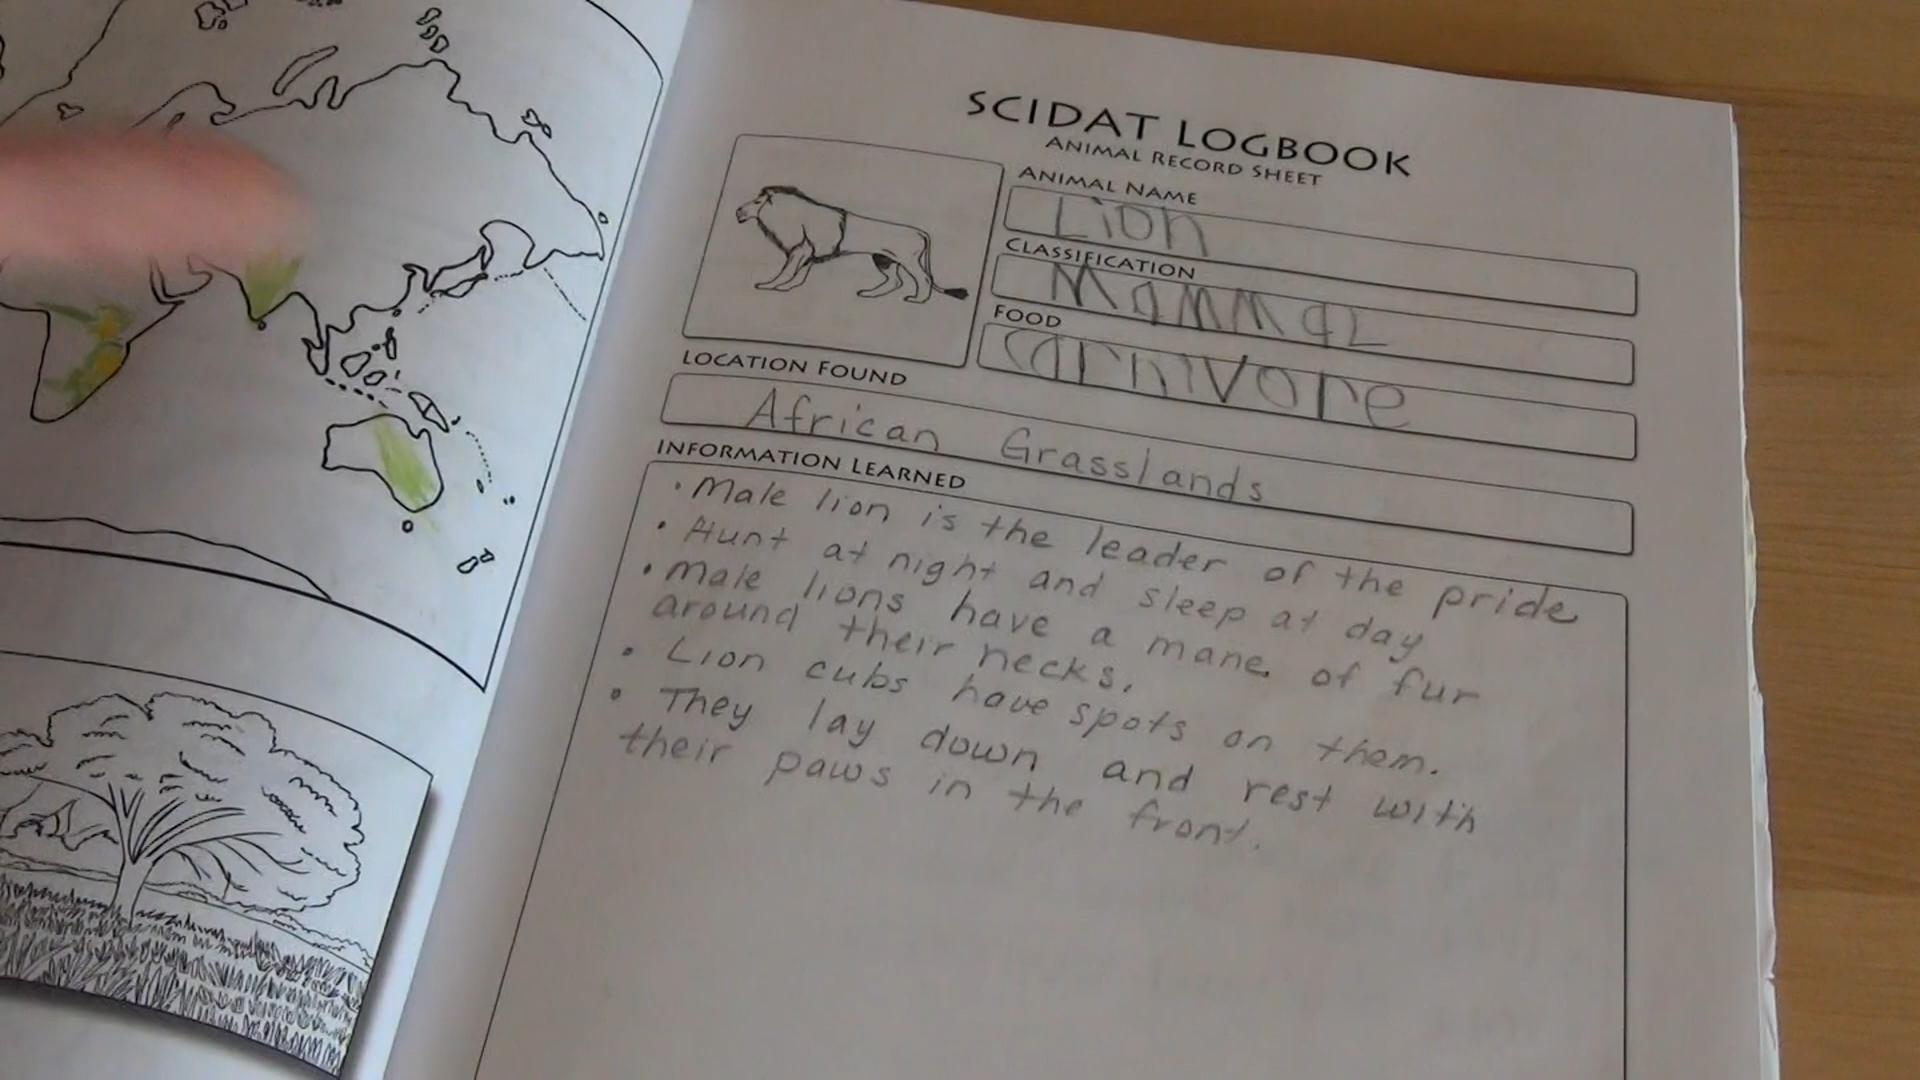 SCIDAT LOGBOOK
ANIMAL RECORD SHEET
ANIMAL NAME
Lion
CLASSIFICATION
Mammal
FOOD
carnivore
LOCATION FOUND
African Grasslands
INFORMATION LEARNED
• Male lion is the leader of the pride
• Hunt at night and sleep at day
• Male lions have a mane of fur
around their necks.
• Lion cubs have spots on them.
• They lay down and rest with
their paws in the front.